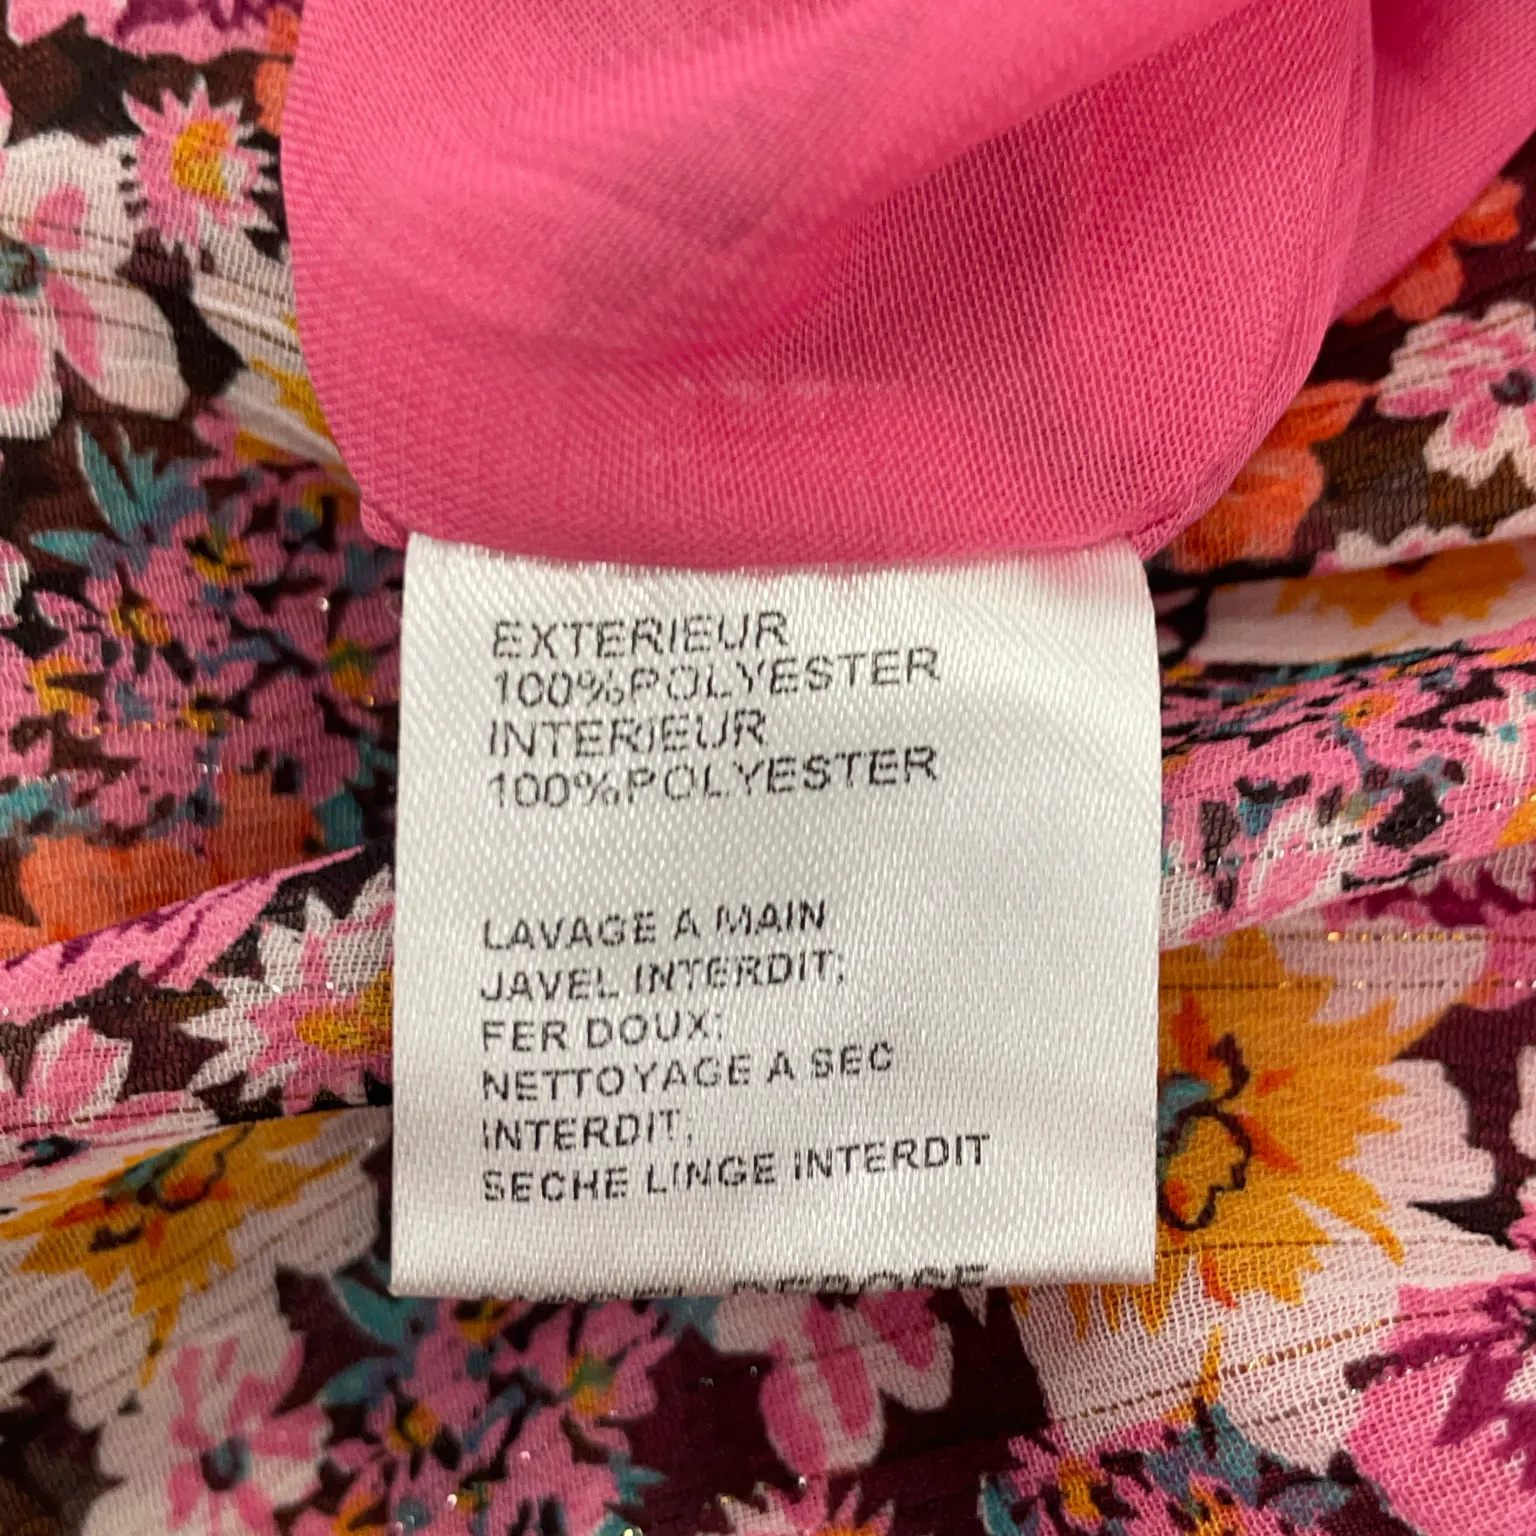 EXTERIEUR
100%POLYESTER
INTERIEUR
100%POLYESTER
LAVAGE A MAIN
JAVEL INTERDIT;
FER DOUX;
NETTOYAGE A SEC
INTERDIT;
SECHE LINGE INTERDIT